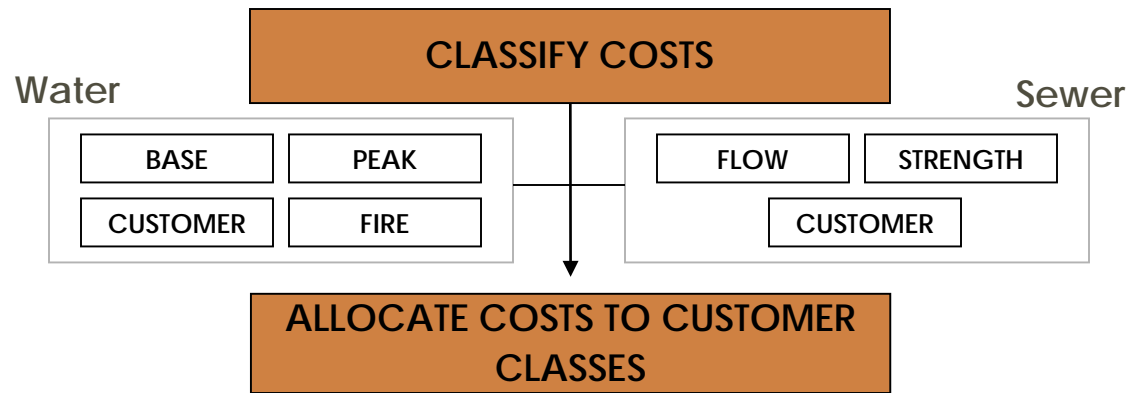 CLASSIFY COSTS
Water
Sewer
BASE
PEAK
CUSTOMER
FIRE
FLOW
STRENGTH
CUSTOMER
ALLOCATE COSTS TO CUSTOMER
CLASSES